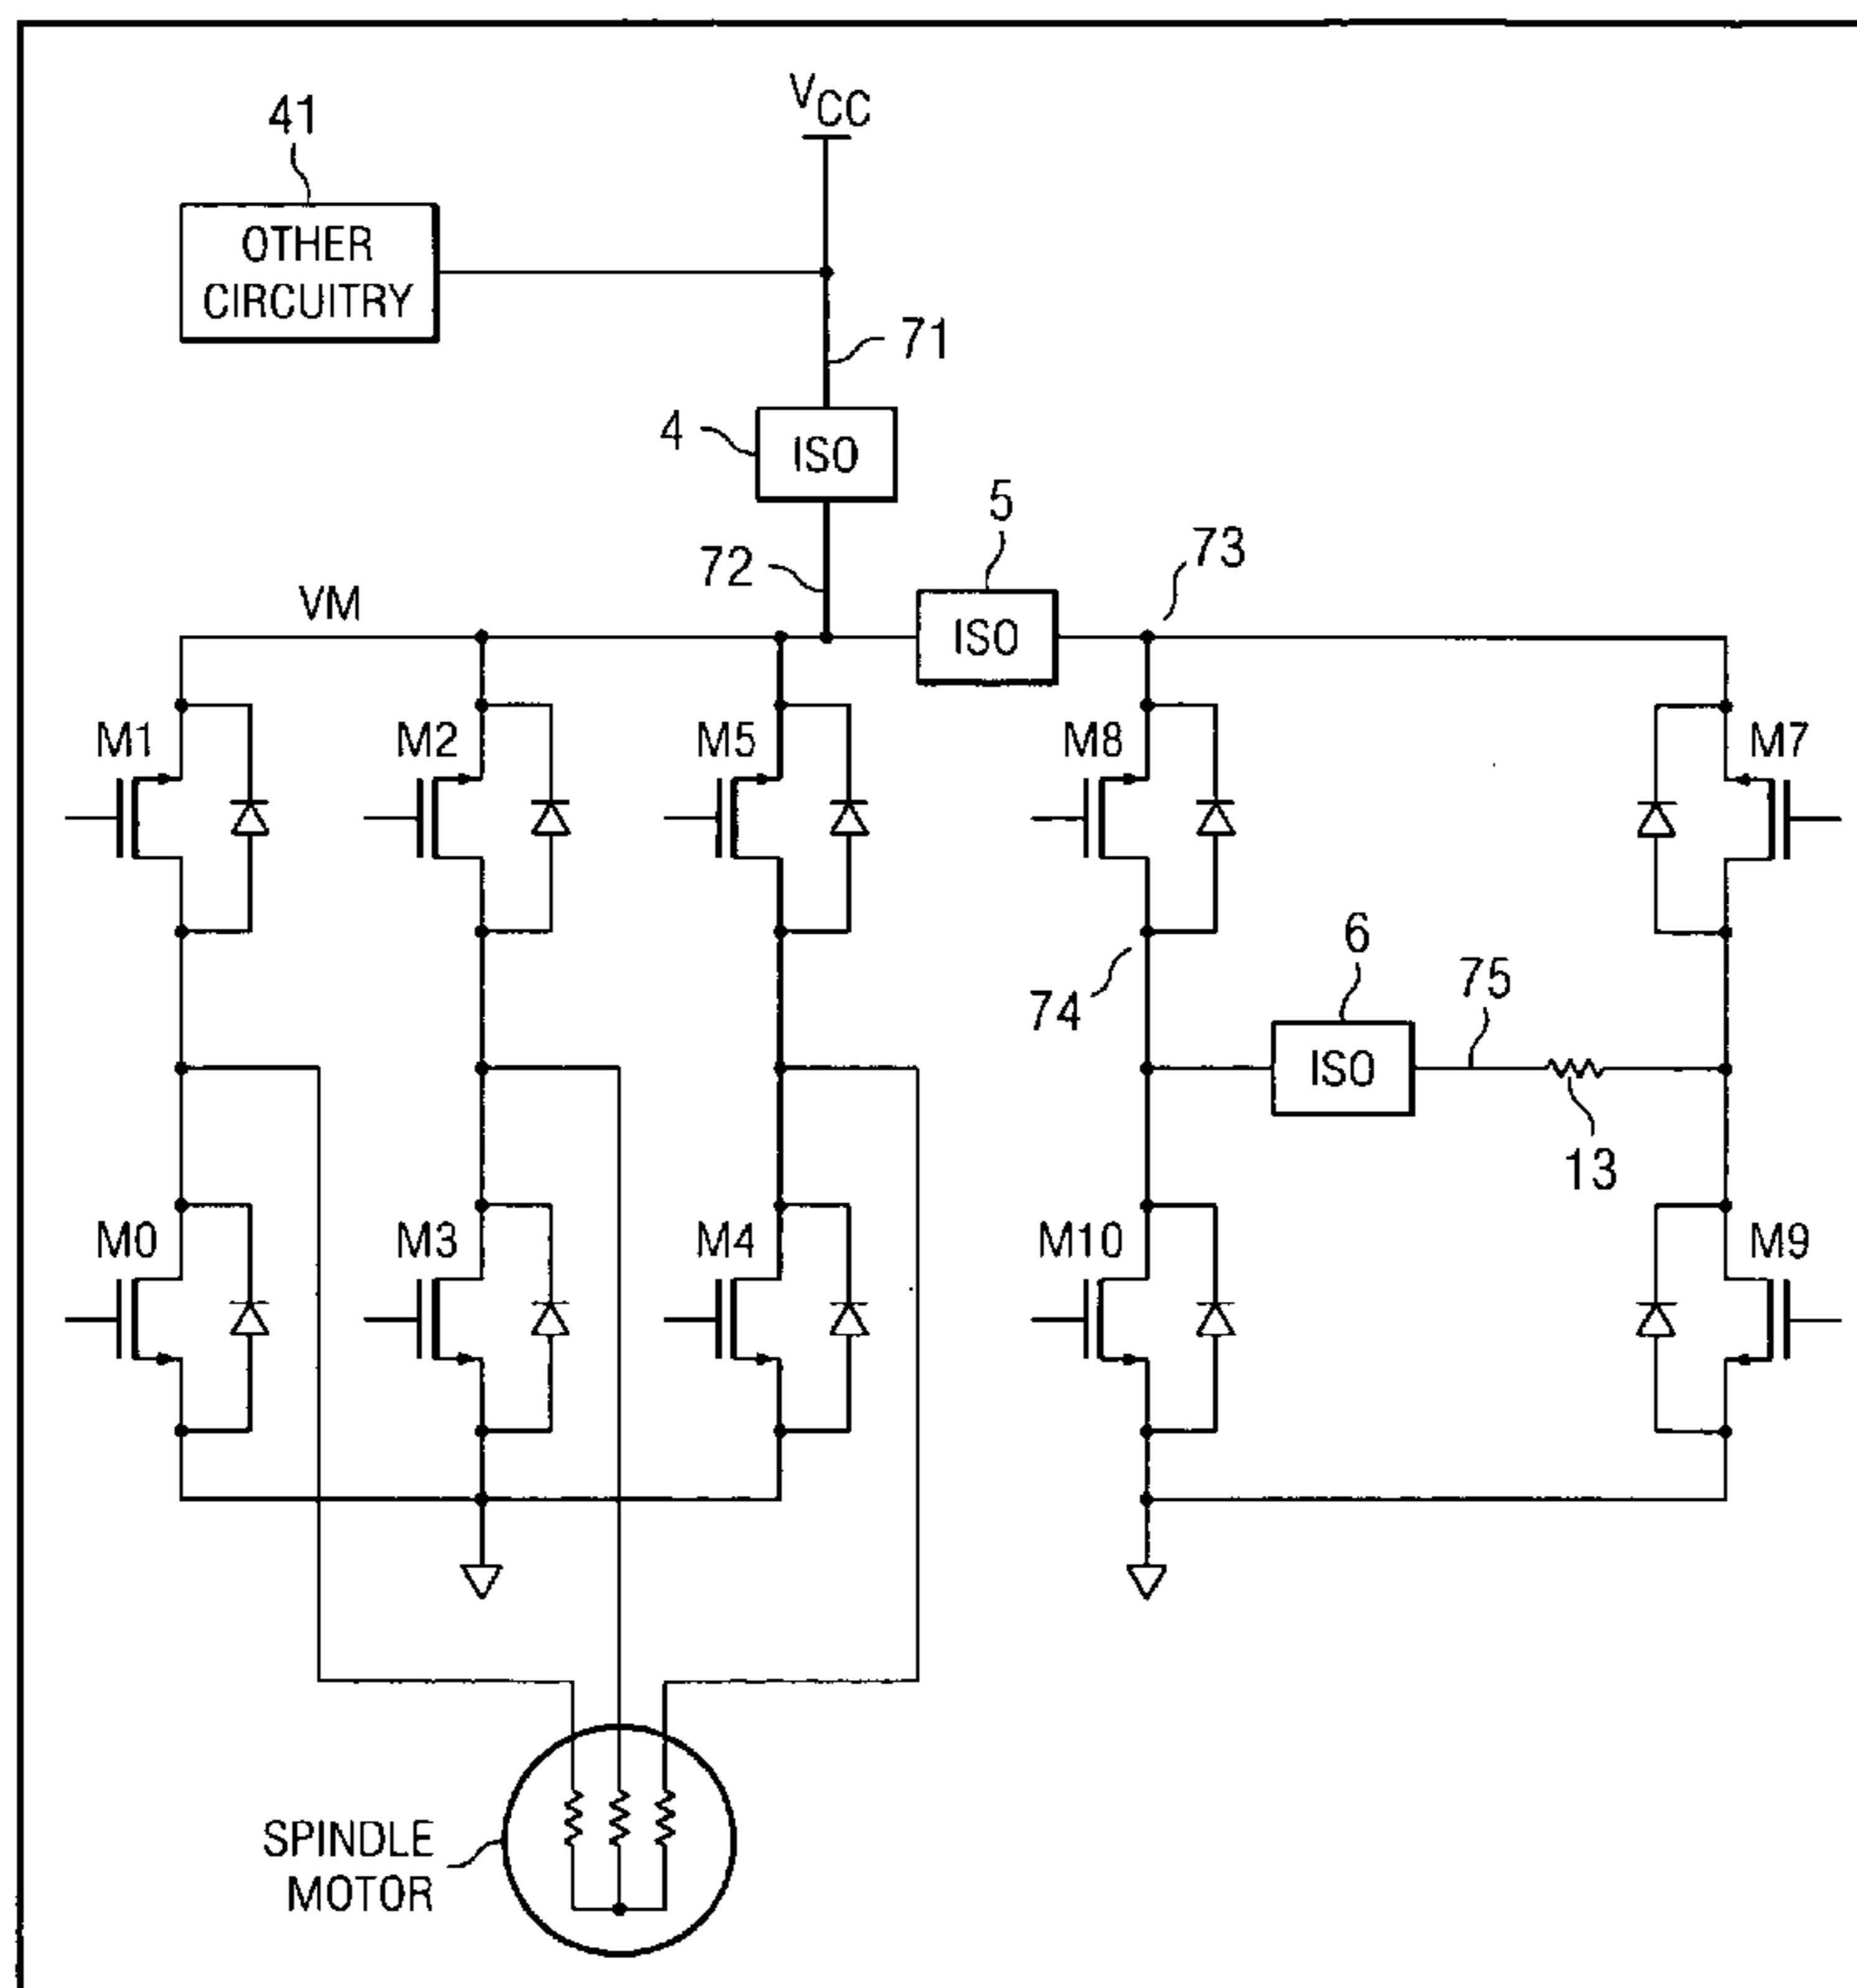 VCC
41
OTHER
CIRCUITRY
71
4
ISO
5
72
73
VM
ISO
M1
M2
M5
M8
M7
6
74
75
ISO
13
M0
M3
M4
M10
M9
SPINDLE
MOTOR